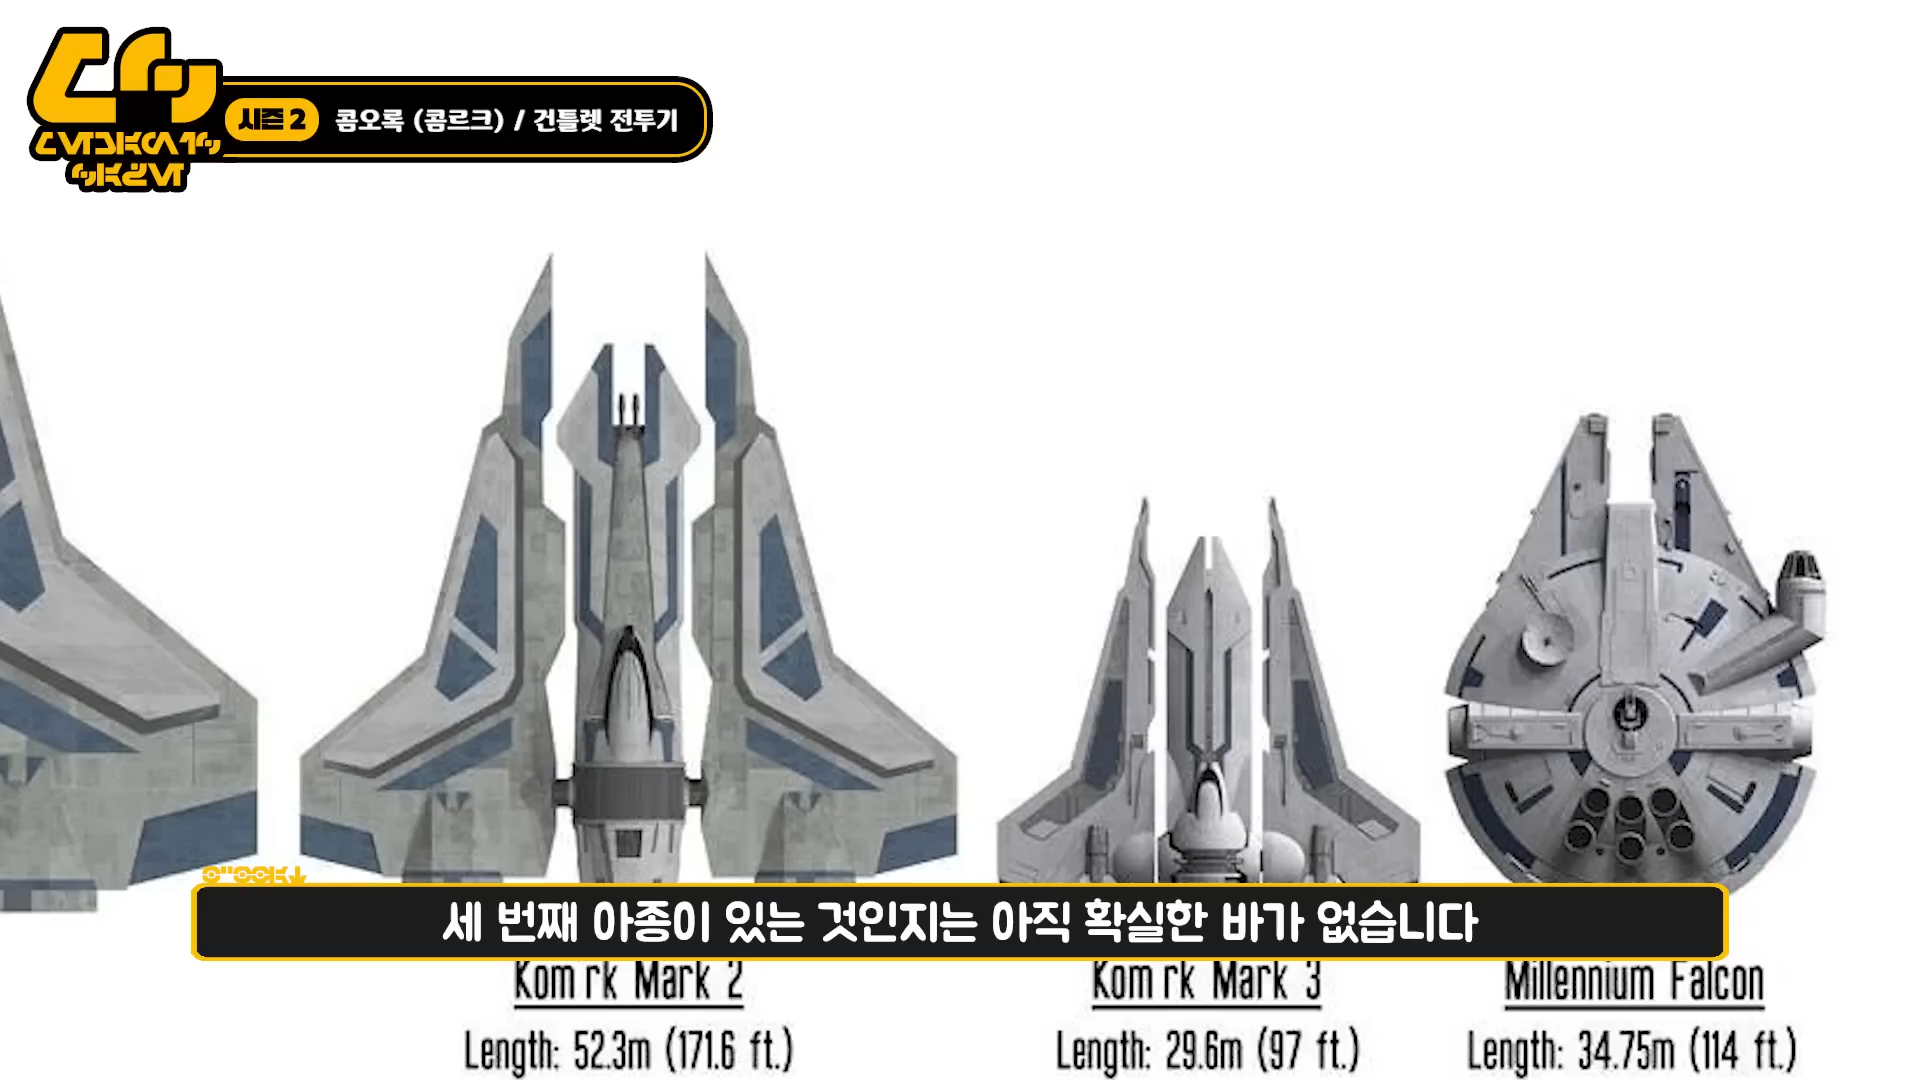 시즌 2 콤오록 (콤르크) / 건틀렛 전투기
세 번째 아종이 있는 것인지는 아직 확실한 바가 없습니다
Kom'rk Mark 2
Length: 52.3m (171.6 ft.)
Kom'rk Mark 3
Length: 29.6m (97 ft.)
Millennium Falcon
Length: 34.75m (114 ft.)